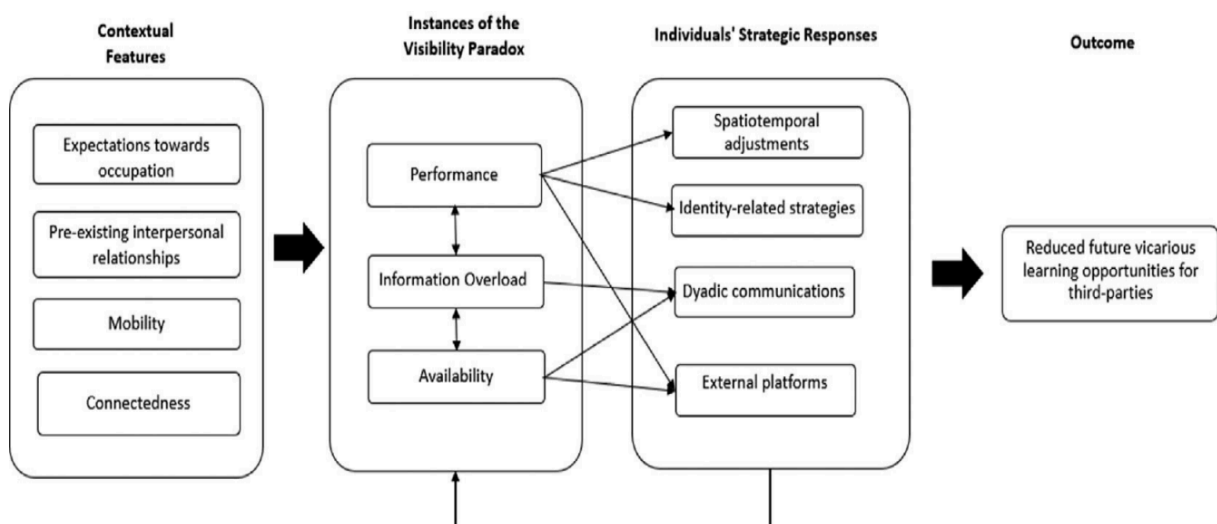 Contextual
Features
Instances of the
Visibility Paradox
Individuals' Strategic Responses
Outcome
Expectations towards
occupation
Pre-existing interpersonal
relationships
Mobility
Connectedness
Performance
Information Overload
Availability
Spatiotemporal
adjustments
Identity-related strategies
Dyadic communications
External platforms
Reduced future vicarious
learning opportunities for
third-parties